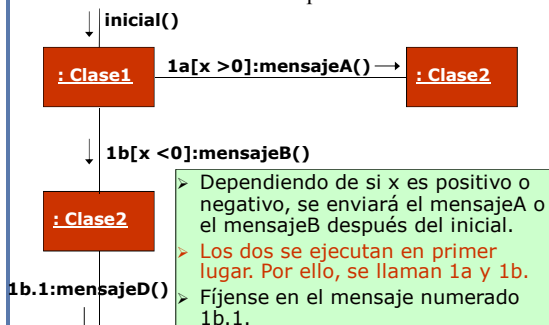 inicial()
: Clase1
1a[x >0]:mensajeA()
: Clase2
1b[x <0]:mensajeB()
: Clase2
1b.1:mensajeD()
Dependiendo de si x es positivo o
negativo, se enviará el mensajeA o
el mensajeB después del inicial.
Los dos se ejecutan en primer
lugar. Por ello, se llaman 1a y 1b.
Fíjense en el mensaje numerado
1b.1.